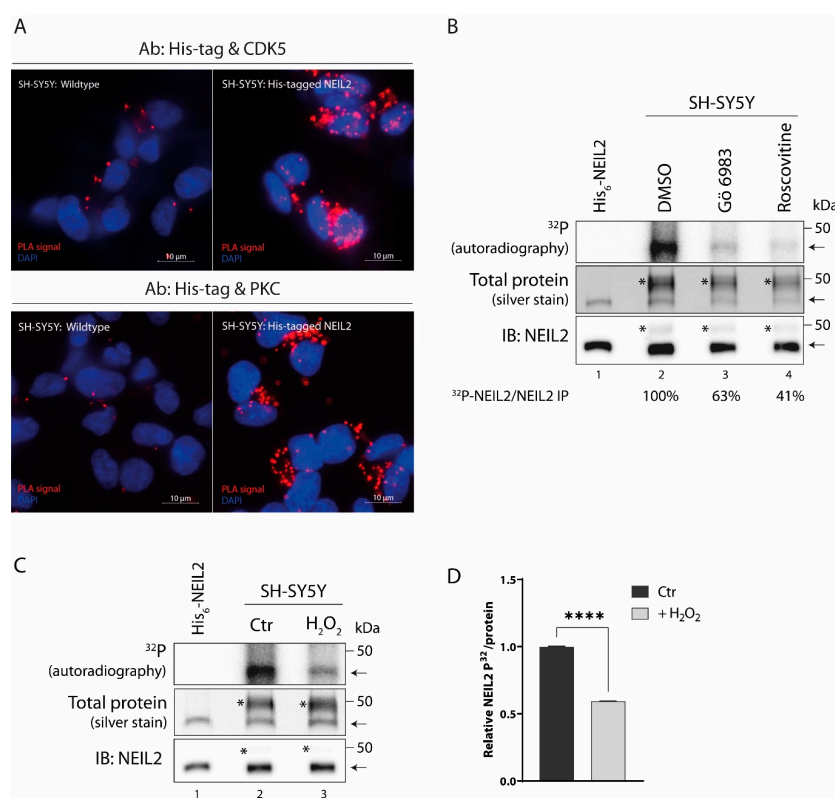 A
Ab: His-tag & CDK5
SH-SY5Y: Wildtype
SH-SY5Y: His-tagged NEIL2
PLA signal
DAPI
10 µm
PLA signal
DAPI
10 µm
Ab: His-tag & PKC
SH-SY5Y: Wildtype
SH-SY5Y: His-tagged NEIL2
PLA signal
DAPI
10 µm
PLA signal
DAPI
10 µm
B
SH-SY5Y
His₆-NEIL2
DMSO
Gö 6983
Roscovitine
kDa
³²P
(autoradiography)
50
←
Total protein
(silver stain)
*
*
*
50
←
IB: NEIL2
*
*
*
50
←
1 2 3 4
³²P-NEIL2/NEIL2 IP 100% 63% 41%
C
His₆-NEIL2
SH-SY5Y
Ctr
H₂O₂
kDa
³²P
(autoradiography)
50
←
Total protein
(silver stain)
*
*
50
←
IB: NEIL2
*
*
50
←
1 2 3
D
Relative NEIL2 P³²/protein
1.5
1.0
0.5
0.0
****
Ctr
+ H₂O₂